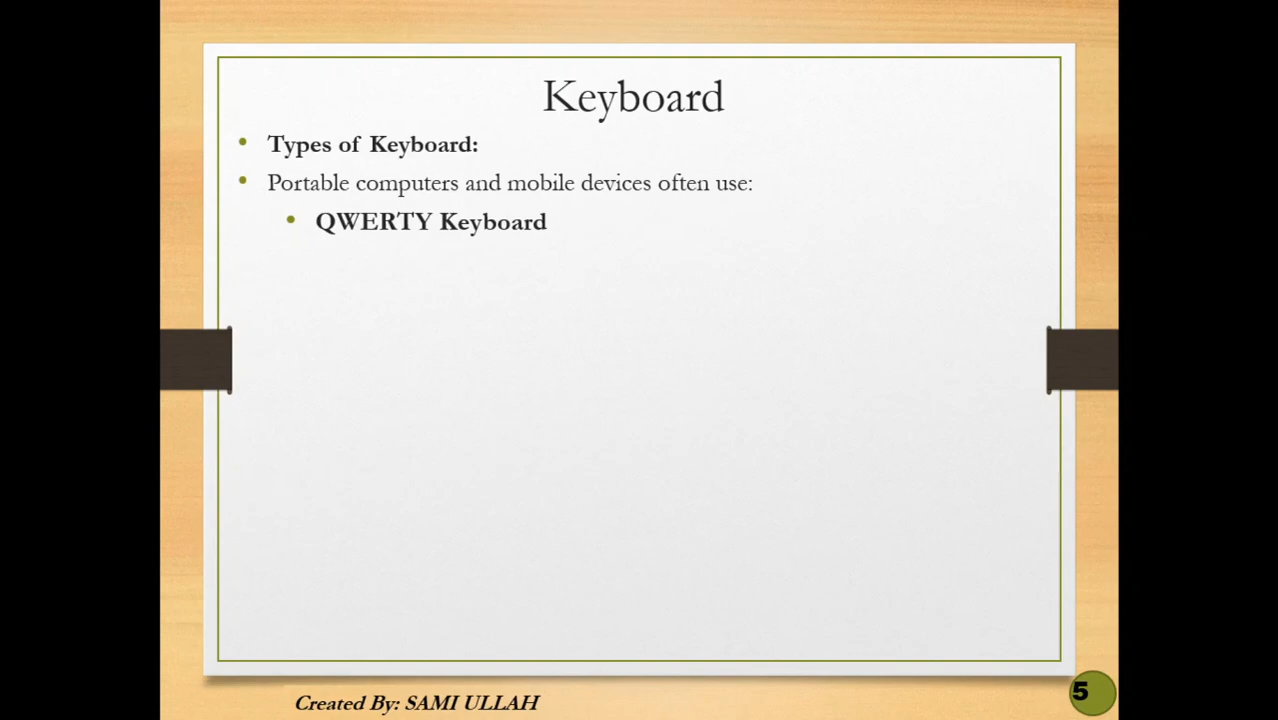 Keyboard
Types of Keyboard:
Portable computers and mobile devices often use:
QWERTY Keyboard
Created By: SAMI ULLAH
5